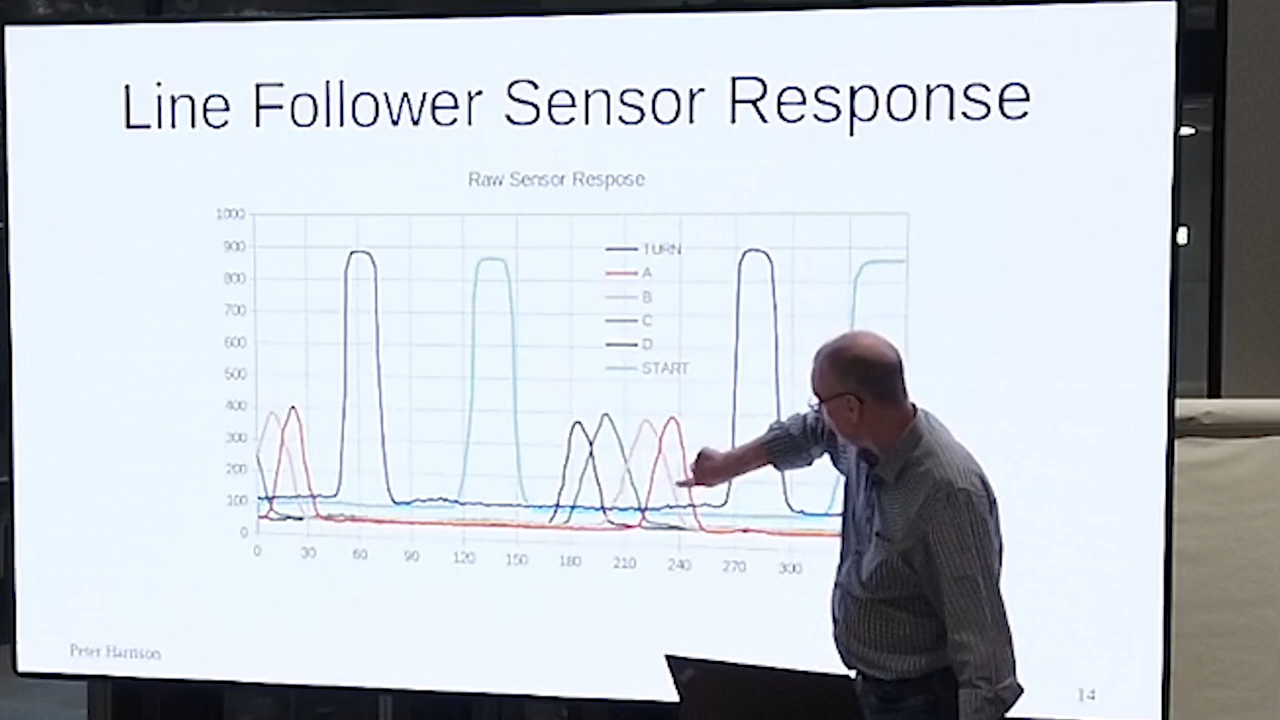 Line Follower Sensor Response
Raw Sensor Respose
1000
900
800
700
600
500
400
300
200
100
0
TURN
A
B
C
D
START
0 30 60 90 120 150 180 210 240 270 300
Peter Harrison
14